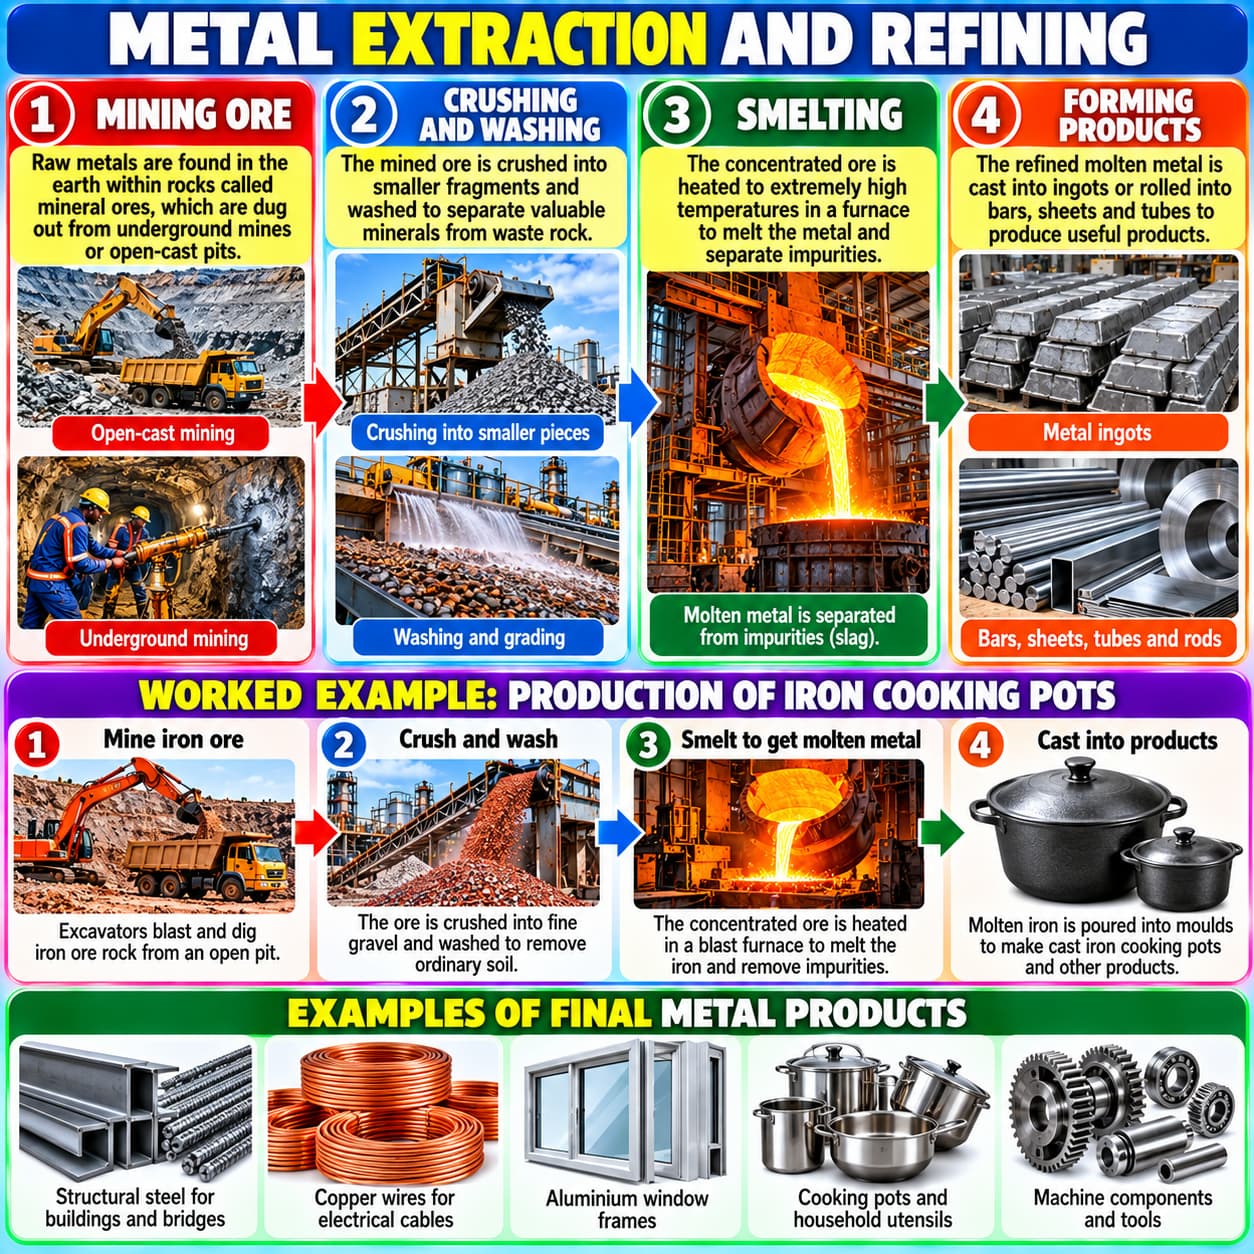 METAL EXTRACTION AND REFINING
1 MINING ORE
Raw metals are found in the
earth within rocks called
mineral ores, which are dug
out from underground mines
or open-cast pits.
Open-cast mining
Underground mining
2 CRUSHING
AND WASHING
The mined ore is crushed into
smaller fragments and
washed to separate valuable
minerals from waste rock.
Crushing into smaller pieces
Washing and grading
3 SMELTING
The concentrated ore is
heated to extremely high
temperatures in a furnace
to melt the metal and
separate impurities.
Molten metal is separated
from impurities (slag).
4 FORMING
PRODUCTS
The refined molten metal is
cast into ingots or rolled into
bars, sheets and tubes to
produce useful products.
Metal ingots
Bars, sheets, tubes and rods
WORKED EXAMPLE: PRODUCTION OF IRON COOKING POTS
1 Mine iron ore
Excavators blast and dig
iron ore rock from an open pit.
2 Crush and wash
The ore is crushed into fine
gravel and washed to remove
ordinary soil.
3 Smelt to get molten metal
The concentrated ore is heated
in a blast furnace to melt the
iron and remove impurities.
4 Cast into products
Molten iron is poured into moulds
to make cast iron cooking pots
and other products.
EXAMPLES OF FINAL METAL PRODUCTS
Structural steel for
buildings and bridges
Copper wires for
electrical cables
Aluminium window
frames
Cooking pots and
household utensils
Machine components
and tools